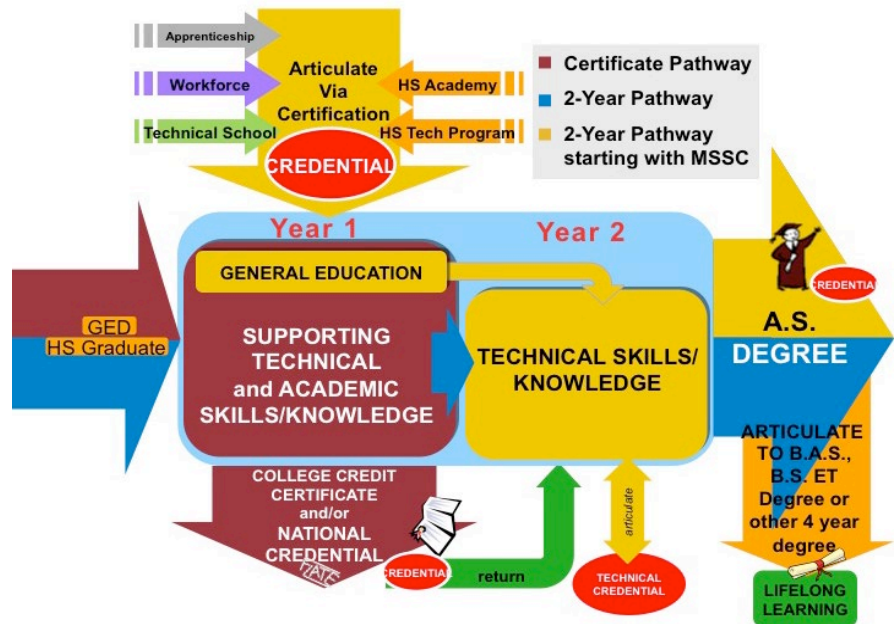 Apprenticeship
Workforce
Technical School
Articulate
Via
Certification
HS Academy
HS Tech Program
CREDENTIAL
Certificate Pathway
2-Year Pathway
2-Year Pathway
starting with MSSC
Year 1
Year 2
GENERAL EDUCATION
GED
HS Graduate
SUPPORTING
TECHNICAL
and ACADEMIC
SKILLS/KNOWLEDGE
TECHNICAL SKILLS/
KNOWLEDGE
CREDENTIAL
A.S.
DEGREE
COLLEGE CREDIT
CERTIFICATE
and/or
NATIONAL
CREDENTIAL
CREDENTIAL
return
articulate
TECHNICAL
CREDENTIAL
ARTICULATE
TO B.A.S.,
B.S. ET
Degree or
other 4 year
degree
LIFELONG
LEARNING